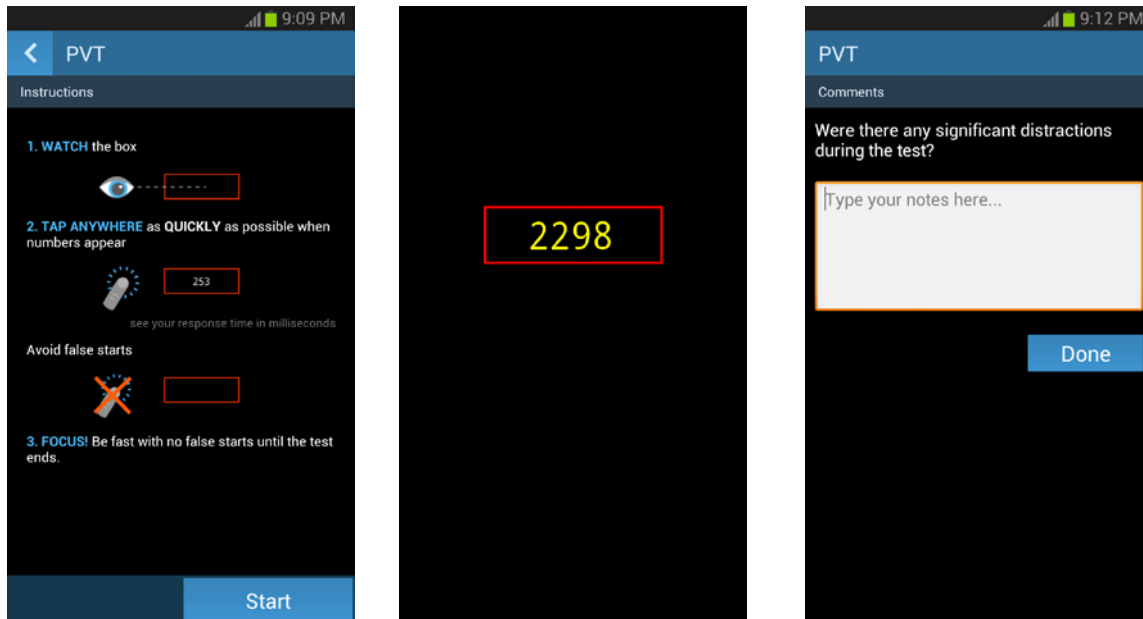 9:09 PM
PVT
Instructions
1. WATCH the box
2. TAP ANYWHERE as QUICKLY as possible when
numbers appear
253
see your response time in milliseconds
Avoid false starts
3. FOCUS! Be fast with no false starts until the test
ends.
Start
2298
9:12 PM
PVT
Comments
Were there any significant distractions
during the test?
Type your notes here...
Done